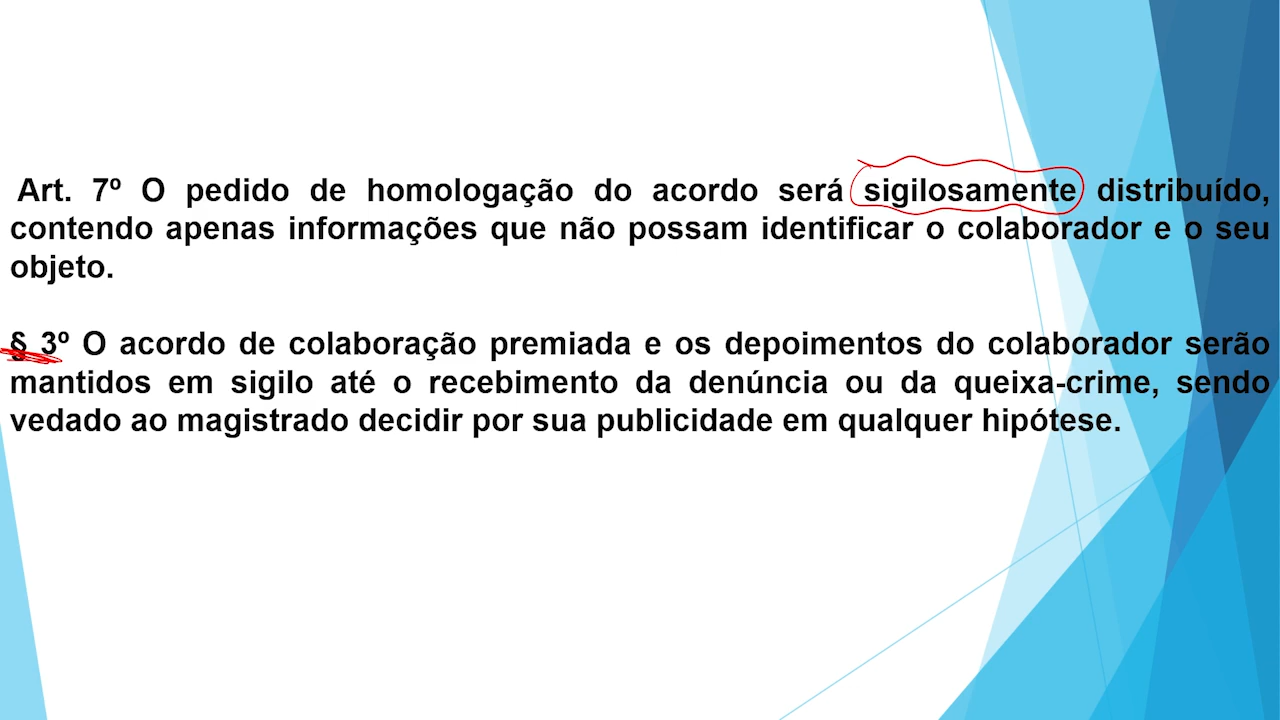 Art. 7º O pedido de homologação do acordo será sigilosamente distribuído,
contendo apenas informações que não possam identificar o colaborador e o seu
objeto.
§ 3º O acordo de colaboração premiada e os depoimentos do colaborador serão
mantidos em sigilo até o recebimento da denúncia ou da queixa-crime, sendo
vedado ao magistrado decidir por sua publicidade em qualquer hipótese.